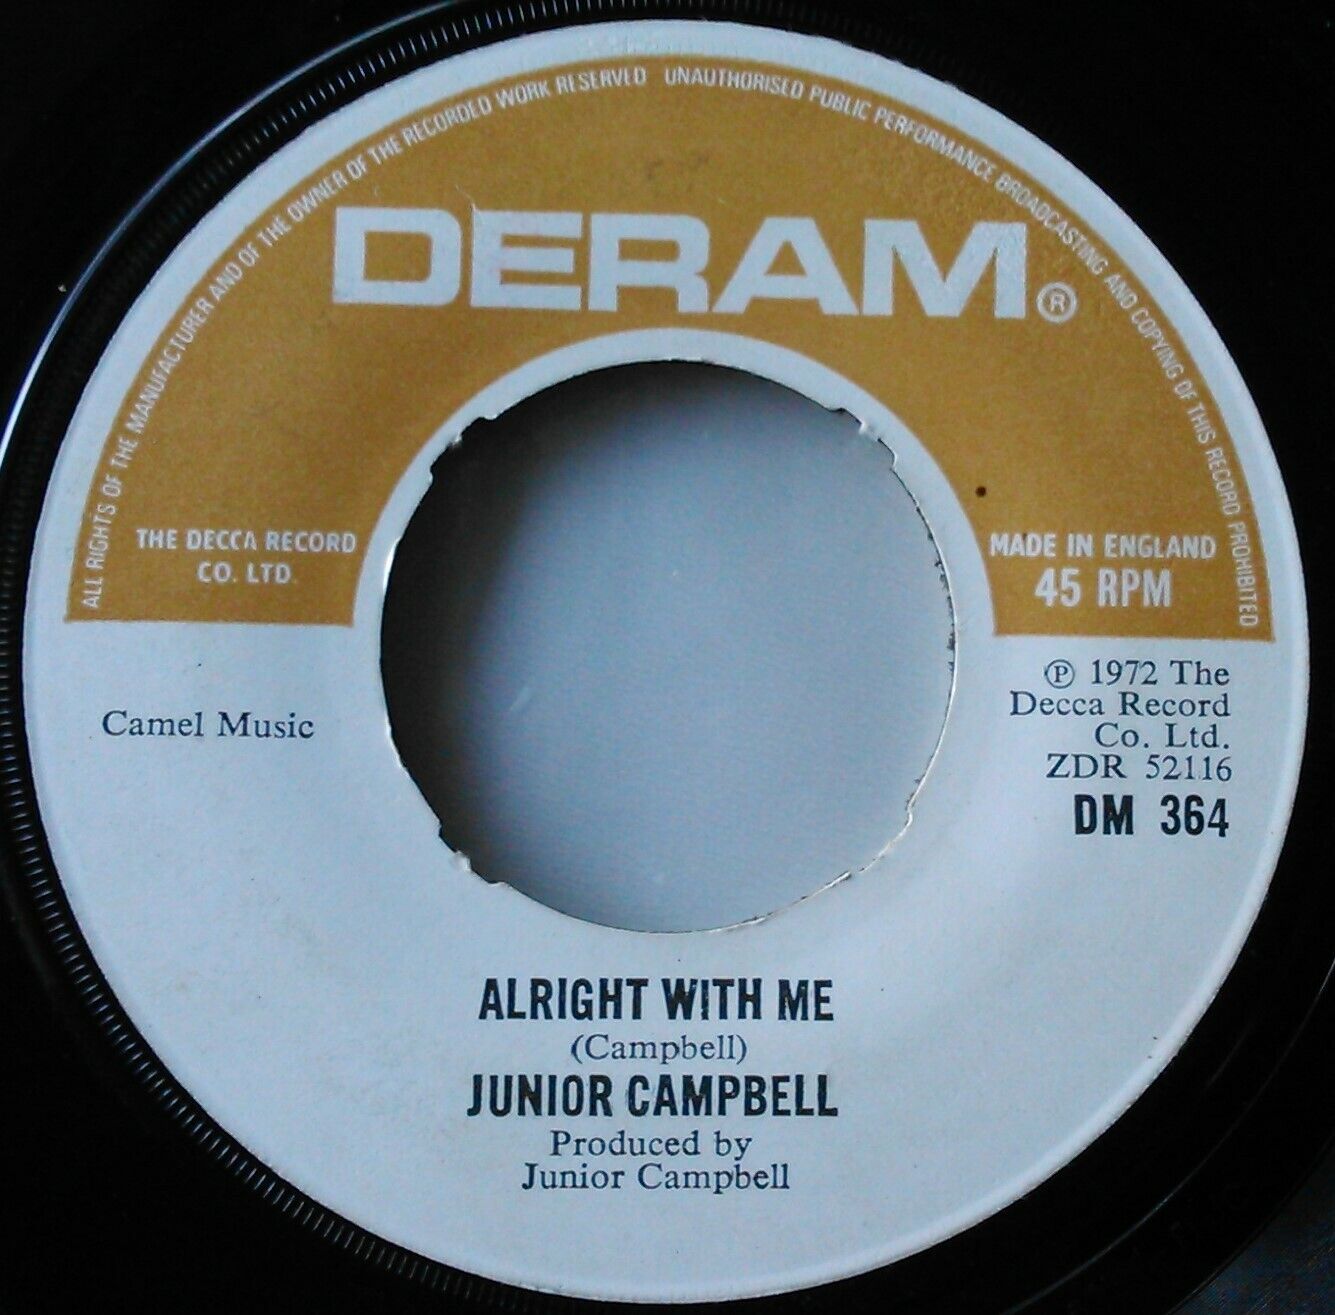 ALL RIGHTS OF THE MANUFACTURER AND OF THE OWNER OF THE RECORDED WORK RESERVED UNAUTHORISED PUBLIC PERFORMANCE BROADCASTING AND COPYING OF THIS RECORD PROHIBITED
DERAM®
THE DECCA RECORD
CO. LTD.
MADE IN ENGLAND
45 RPM
Camel Music
℗ 1972 The
Decca Record
Co. Ltd.
ZDR 52116
DM 364
ALRIGHT WITH ME
(Campbell)
JUNIOR CAMPBELL
Produced by
Junior Campbell